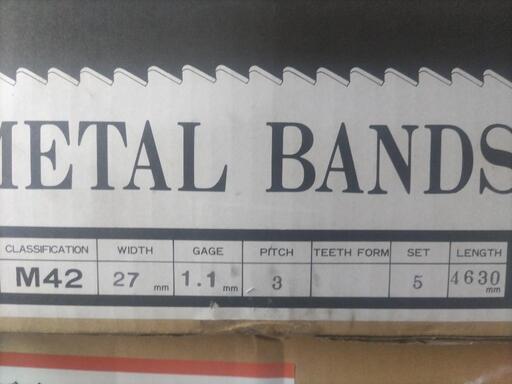 METAL BANDS
CLASSIFICATION WIDTH GAGE PITCH TEETH FORM SET LENGTH
M42 27 mm 1.1 mm 3 5 4630 mm